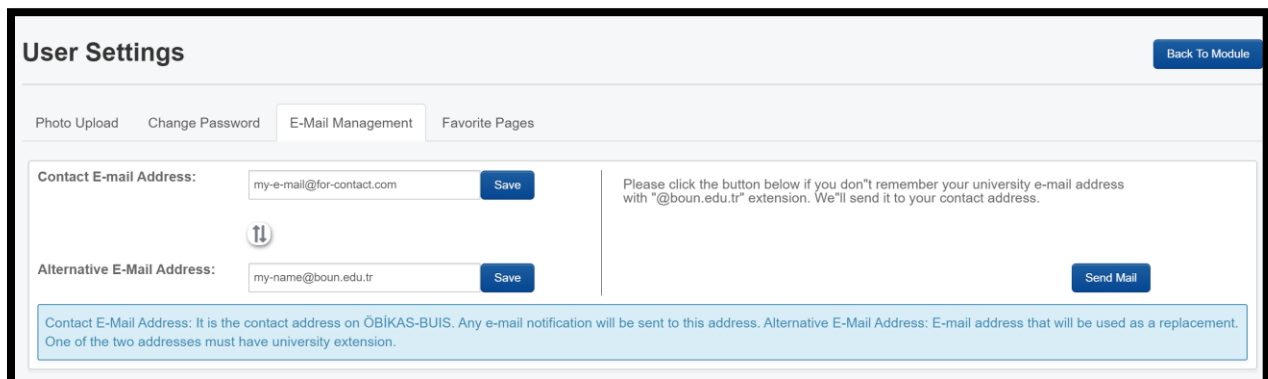 User Settings
Back To Module
Photo Upload
Change Password
E-Mail Management
Favorite Pages
Contact E-mail Address:
my-e-mail@for-contact.com
Save
Please click the button below if you don"t remember your university e-mail address
with "@boun.edu.tr" extension. We"ll send it to your contact address.
Alternative E-Mail Address:
my-name@boun.edu.tr
Save
Send Mail
Contact E-Mail Address: It is the contact address on ÖBİKAS-BUIS. Any e-mail notification will be sent to this address. Alternative E-Mail Address: E-mail address that will be used as a replacement.
One of the two addresses must have university extension.